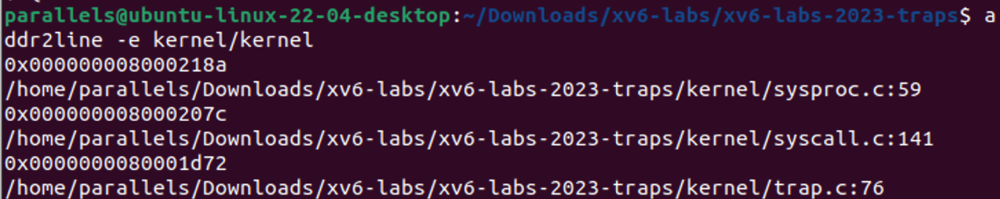 parallels@ubuntu-linux-22-04-desktop:~/Downloads/xv6-labs/xv6-labs-2023-traps$ a
ddr2line -e kernel/kernel
0x000000008000218a
/home/parallels/Downloads/xv6-labs/xv6-labs-2023-traps/kernel/sysproc.c:59
0x000000008000207c
/home/parallels/Downloads/xv6-labs/xv6-labs-2023-traps/kernel/syscall.c:141
0x0000000080001d72
/home/parallels/Downloads/xv6-labs/xv6-labs-2023-traps/kernel/trap.c:76